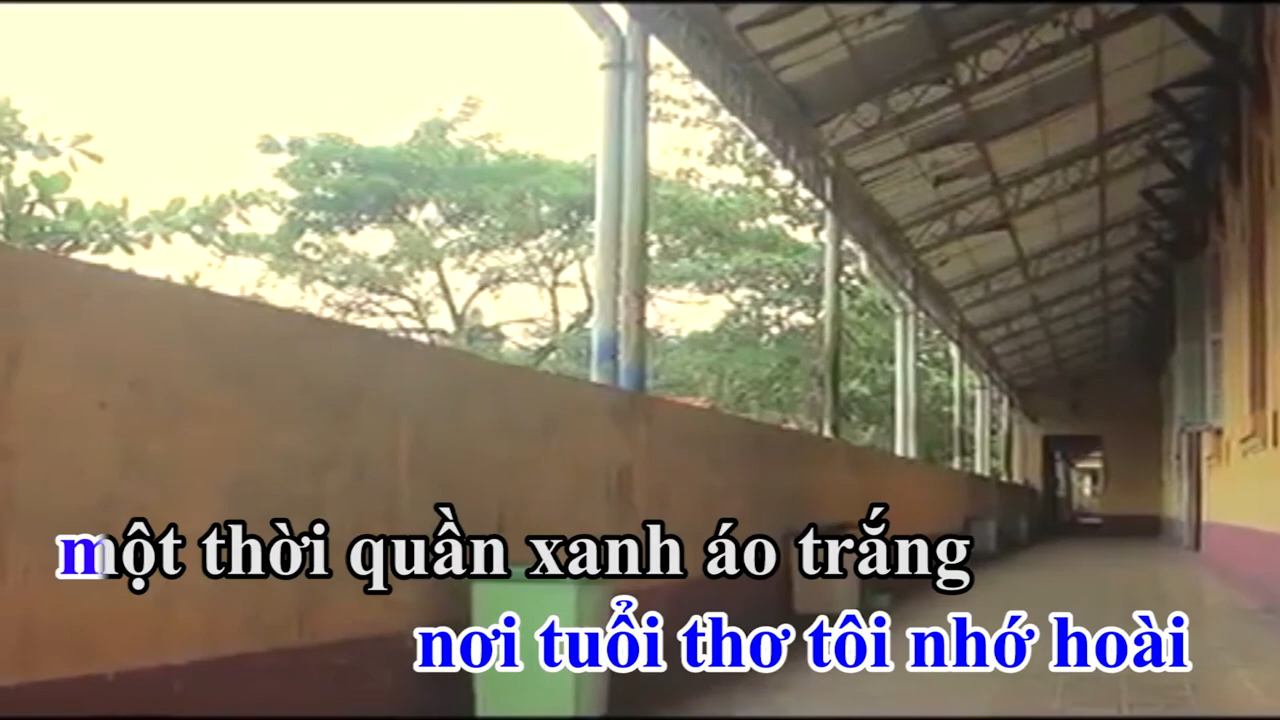 một thời quần xanh áo trắng
nơi tuổi thơ tôi nhớ hoài